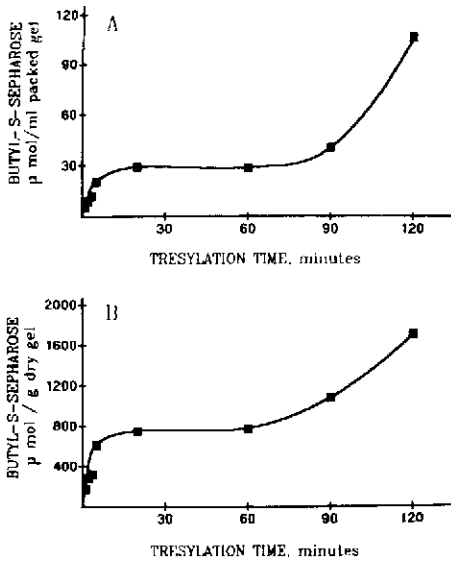 A
BUTYL-S-SEPHAROSE
µ mol/ml packed gel
120
90
60
30
30
60
90
120
TRESYLATION TIME, minutes
B
BUTYL-S-SEPHAROSE
µ mol / g dry gel
2000
1600
1200
800
400
30
60
90
120
TRESYLATION TIME, minutes